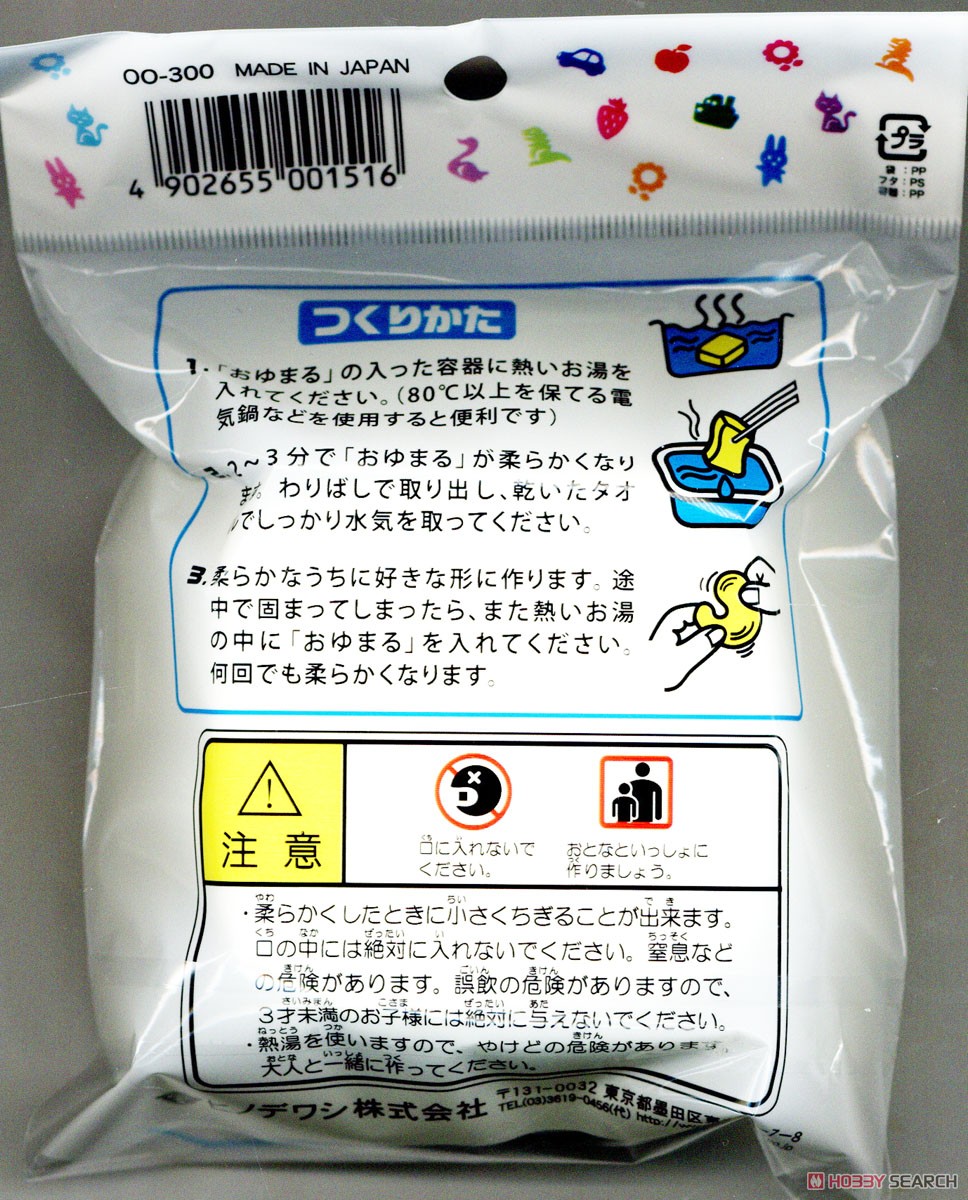 OO-300 MADE IN JAPAN
4 902655 001516
プラ
袋 : PP
フタ : PS
容器 : PP
つくりかた
1.「おゆまる」の入った容器に熱いお湯を
入れてください。(80℃以上を保てる電
気鍋などを使用すると便利です)
2～3分で「おゆまる」が柔らかくなり
ます。わりばしで取り出し、乾いたタオ
でしっかり水気を取ってください。
3.柔らかなうちに好きな形に作ります。途
中で固まってしまったら、また熱いお湯
の中に「おゆまる」を入れてください。
何回でも柔らかくなります。
注意
口に入れないで
ください。
おとなといっしょに
作りましょう。
・柔らかくしたときに小さくちぎることが出来ます。
口の中には絶対に入れないでください。窒息など
の危険があります。誤飲の危険がありますので、
3才未満のお子様には絶対に与えないでください。
・熱湯を使いますので、やけどの危険があります。
大人と一緒に作ってください。
ヒノデワシ株式会社
〒131-0032 東京都墨田区東
-7-8
TEL(03)3619-0456(代) http://
HOBBY SEARCH